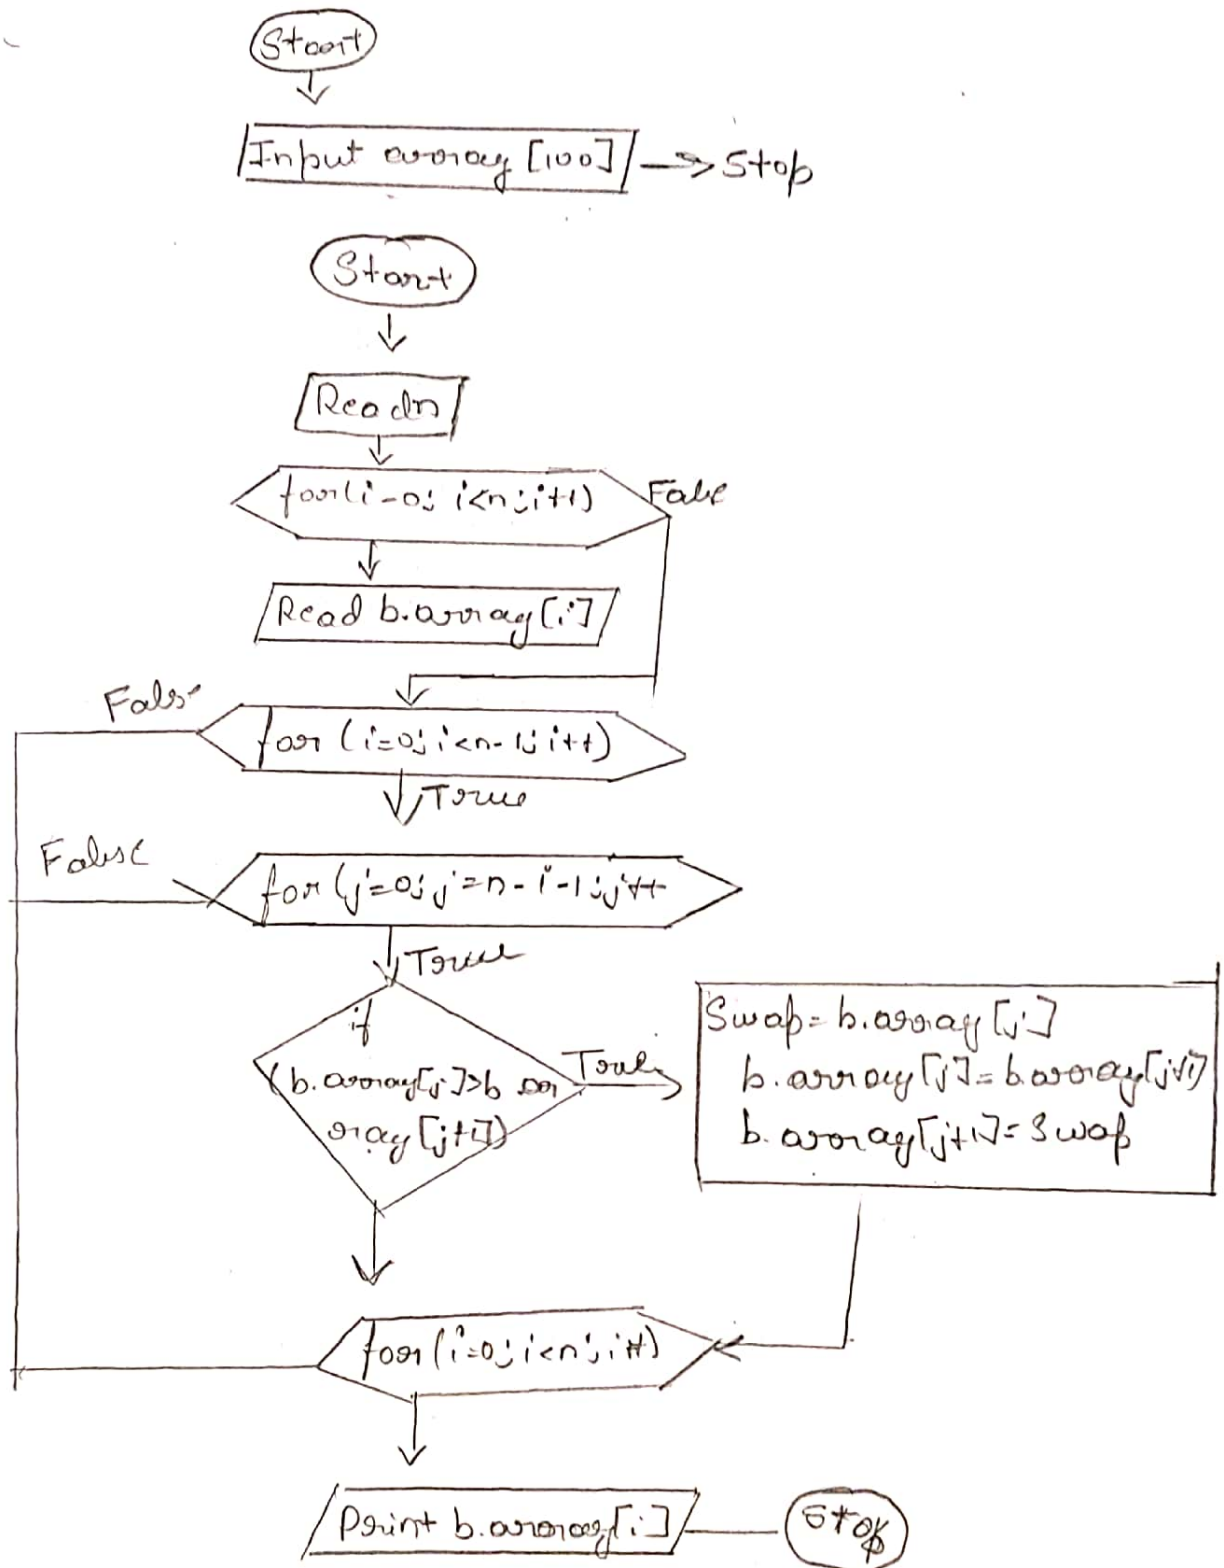 Start
Input array [100]
Stop
Start
Read n
for(i-0; i<n; i++)
False
Read b.array[i]
False
for (i=0; i<n-1; i++)
True
False
for (j=0; j=n-i-1; j++
True
if
(b.array[j]>b ar
ray [j+1])
True
Swap = b.array [j]
b.array [j] = b.array[j+1]
b.array[j+1] = Swap
for (i=0; i<n; i++)
Print b.array[i]
Stop